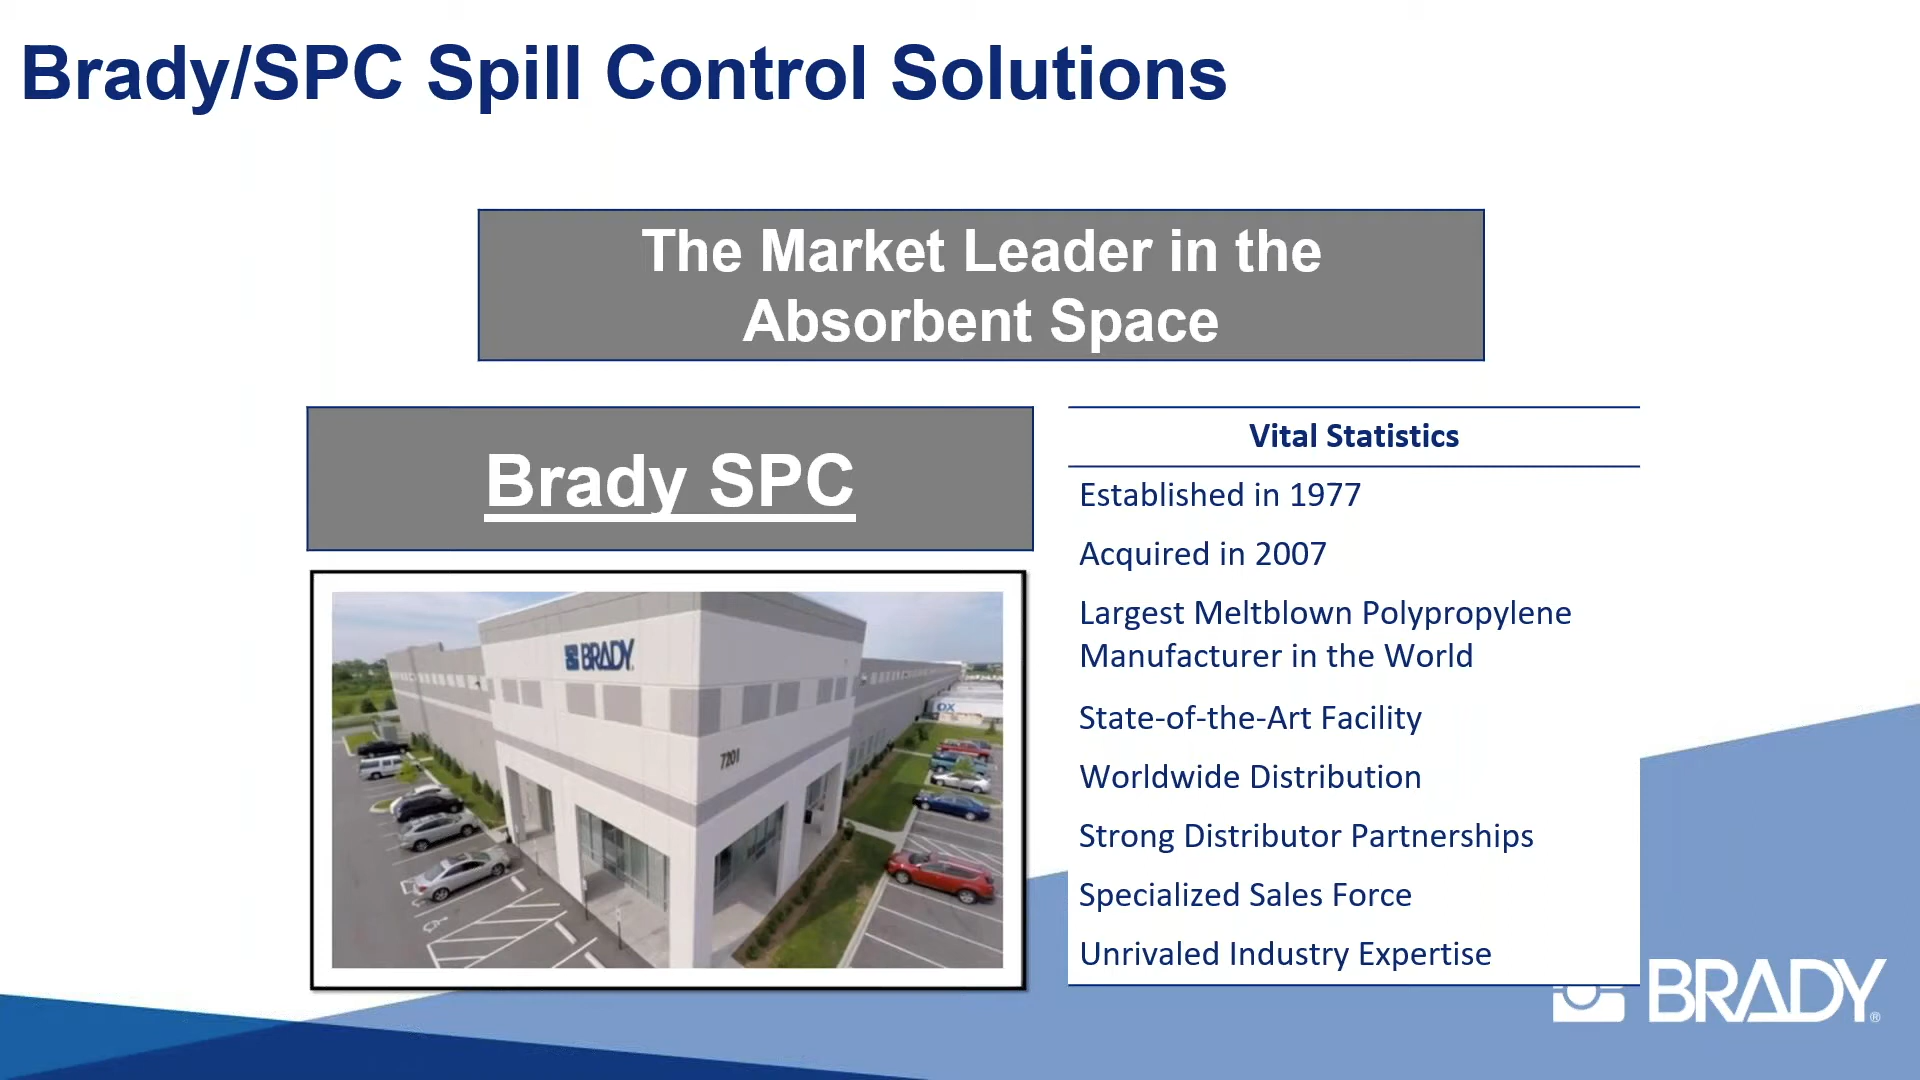 Brady/SPC Spill Control Solutions
The Market Leader in the
Absorbent Space
Brady SPC
Vital Statistics
Established in 1977
Acquired in 2007
Largest Meltblown Polypropylene
Manufacturer in the World
State-of-the-Art Facility
Worldwide Distribution
Strong Distributor Partnerships
Specialized Sales Force
Unrivaled Industry Expertise
BRADY
7201
OX
BRADY®